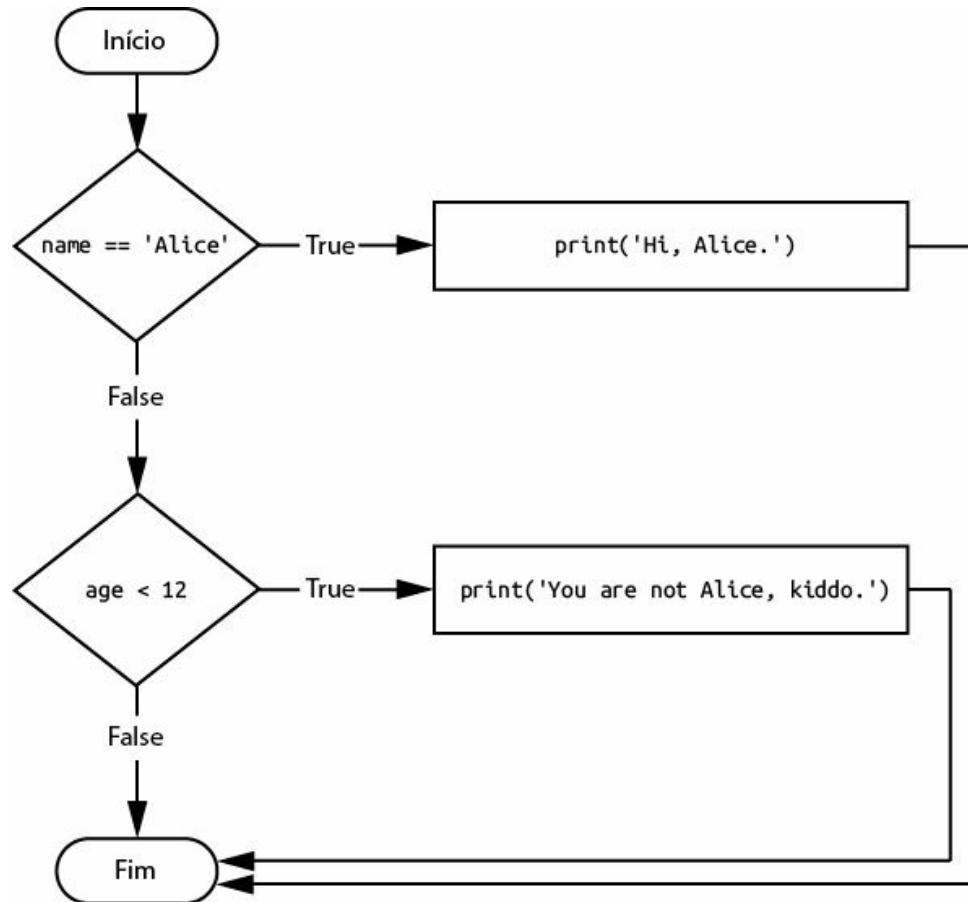 Início
name == 'Alice'
True
print('Hi, Alice.')
False
age < 12
True
print('You are not Alice, kiddo.')
False
Fim